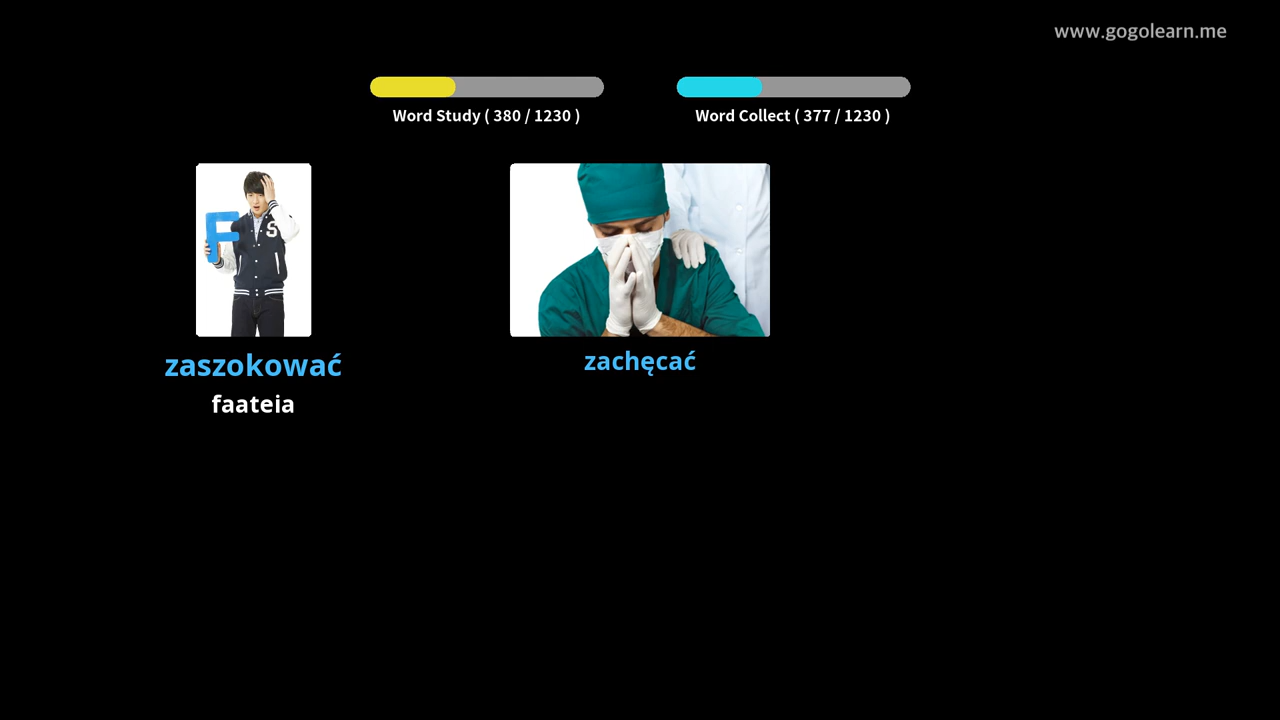 www.gogolearn.me
Word Study ( 380 / 1230 )
Word Collect ( 377 / 1230 )
F
S
zaszokować
zachęcać
faateia